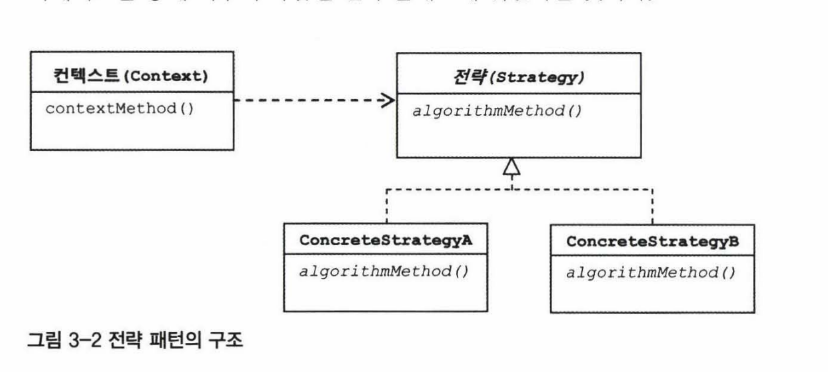 컨텍스트(Context)
contextMethod()
전략(Strategy)
algorithmMethod()
ConcreteStrategyA
algorithmMethod()
ConcreteStrategyB
algorithmMethod()
그림 3-2 전략 패턴의 구조